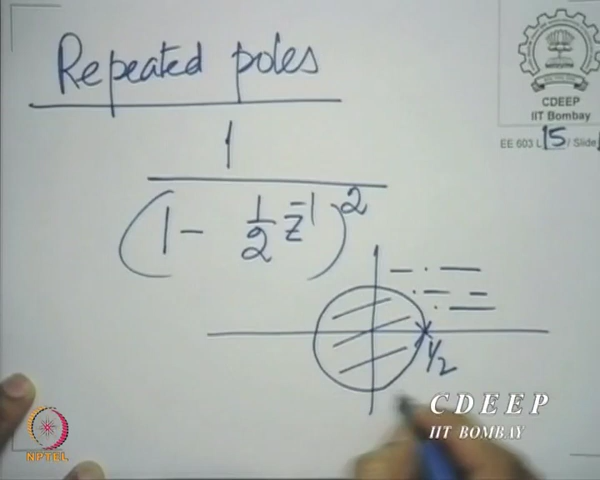 Repeated poles
CDEEP
IIT Bombay
EE 603 L 15 / Slide
1
(1 - 1/2 z^-1)^2
1/2
CDEEP
IIT BOMBAY
NPTEL